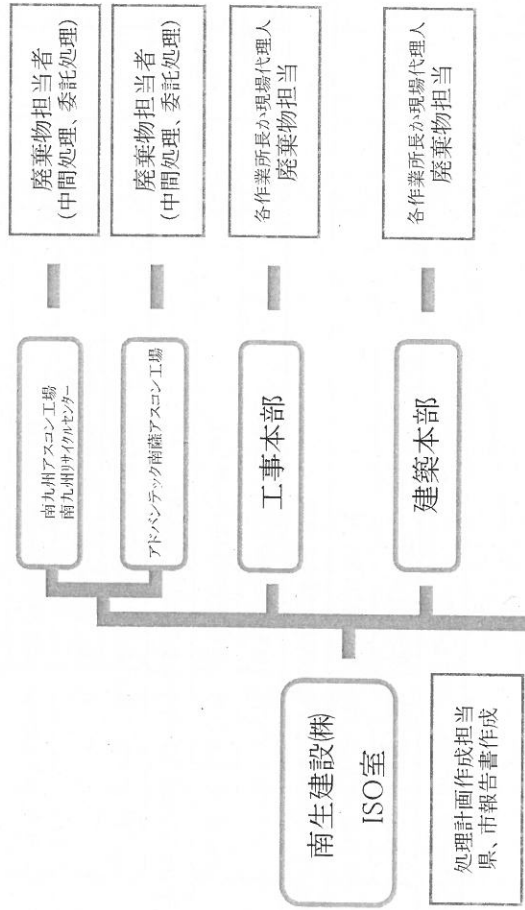 南生建設(株)
ISO室
処理計画作成担当
県、市報告書作成
南九州アスコン工場
南九州リサイクルセンター
廃棄物担当者
(中間処理、委託処理)
アドバンテック南薩アスコン工場
廃棄物担当者
(中間処理、委託処理)
工事本部
各作業所長か現場代理人
廃棄物担当
建築本部
各作業所長か現場代理人
廃棄物担当